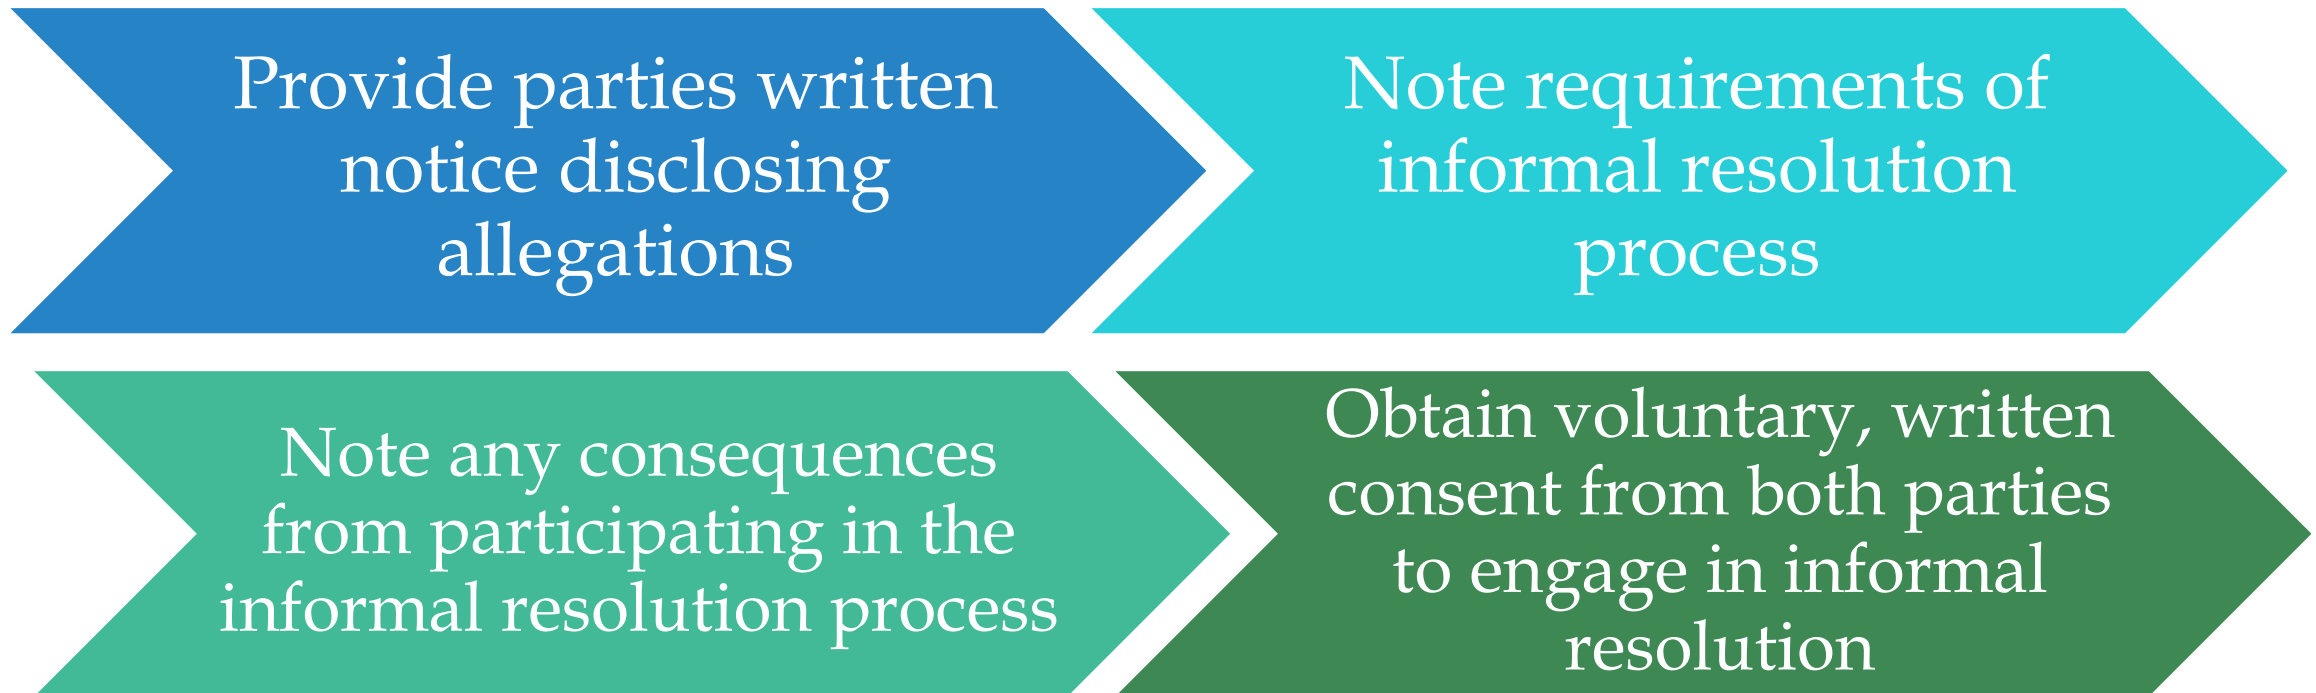 Provide parties written
notice disclosing
allegations
Note requirements of
informal resolution
process
Note any consequences
from participating in the
informal resolution process
Obtain voluntary, written
consent from both parties
to engage in informal
resolution